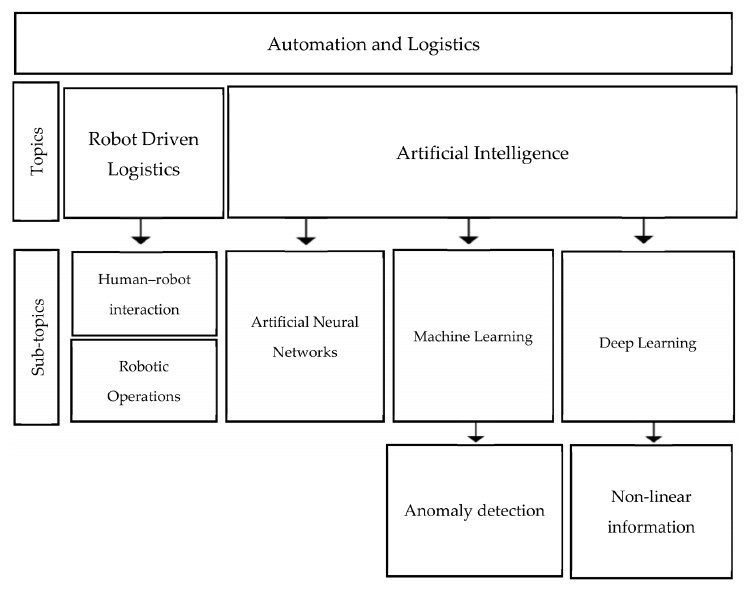 Automation and Logistics
Topics
Robot Driven
Logistics
Artificial Intelligence
Sub-topics
Human–robot
interaction
Robotic
Operations
Artificial Neural
Networks
Machine Learning
Deep Learning
Anomaly detection
Non-linear
information